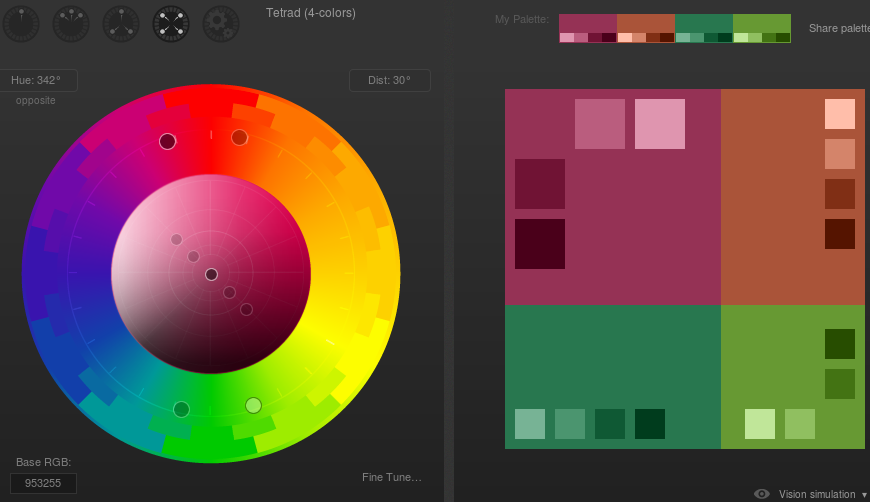 Tetrad (4-colors)
My Palette:
Share palette
Hue: 342°
Dist: 30°
opposite
Base RGB:
953255
Fine Tune...
Vision simulation ▾